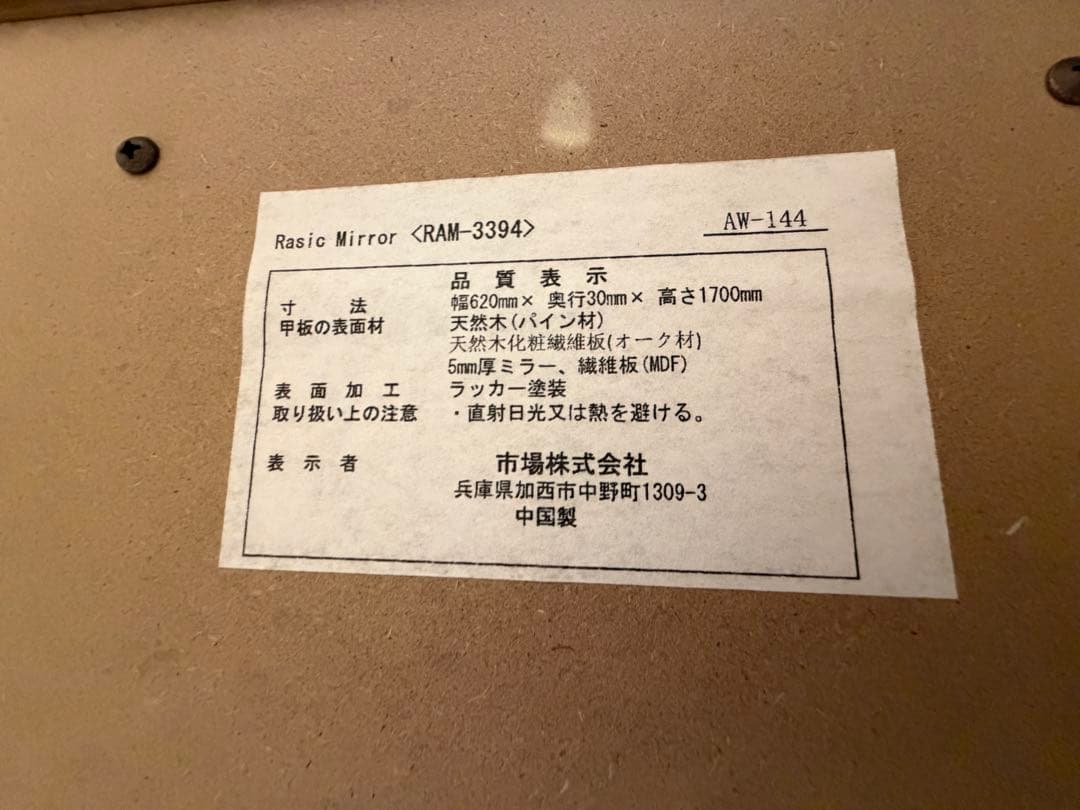 Rasic Mirror <RAM-3394> AW-144
品質表示
寸法 幅620mm× 奥行30mm× 高さ1700mm
甲板の表面材 天然木(パイン材)
天然木化粧繊維板(オーク材)
5mm厚ミラー、繊維板(MDF)
表面加工 ラッカー塗装
取り扱い上の注意 ・直射日光又は熱を避ける。
表示者 市場株式会社
兵庫県加西市中野町1309-3
中国製